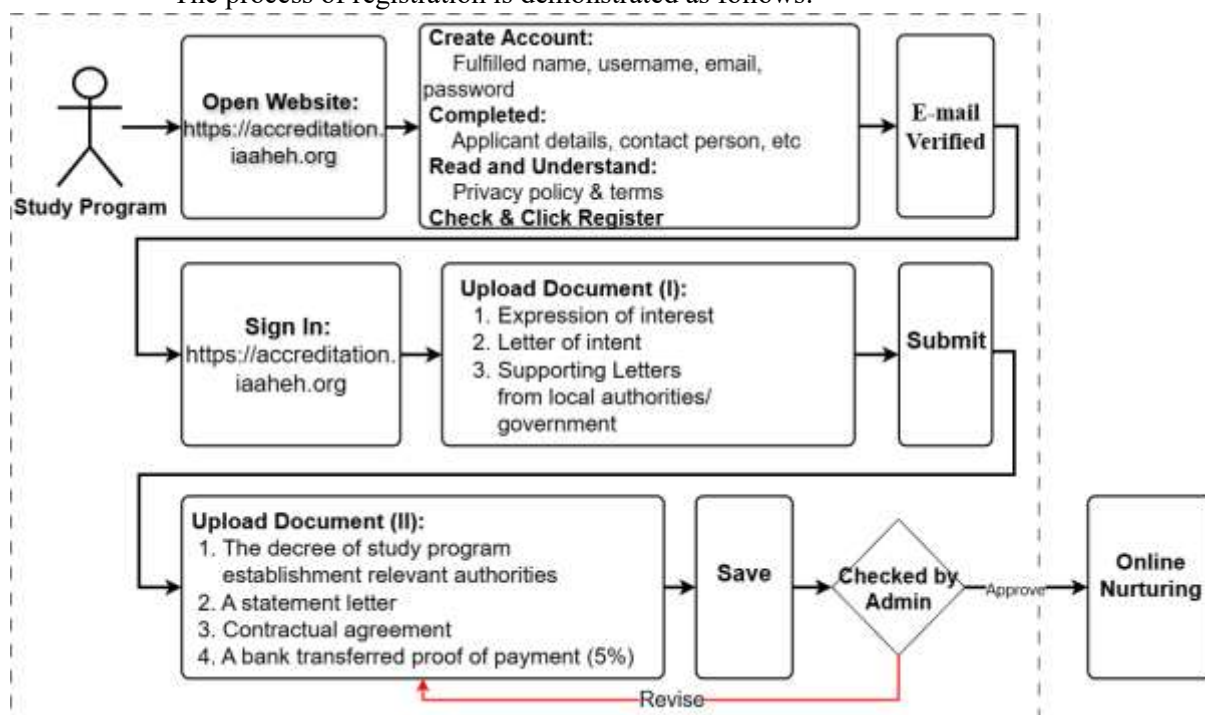 The process of registration is demonstrated as follows:
Study Program
Open Website:
https://accreditation.
iaaheh.org
Create Account:
Fulfilled name, username, email,
password
Completed:
Applicant details, contact person, etc
Read and Understand:
Privacy policy & terms
Check & Click Register
E-mail
Verified
Sign In:
https://accreditation.
iaaheh.org
Upload Document (I):
1. Expression of interest
2. Letter of intent
3. Supporting Letters
from local authorities/
government
Submit
Upload Document (II):
1. The decree of study program
establishment relevant authorities
2. A statement letter
3. Contractual agreement
4. A bank transferred proof of payment (5%)
Save
Checked by
Admin
Approve
Online
Nurturing
Revise